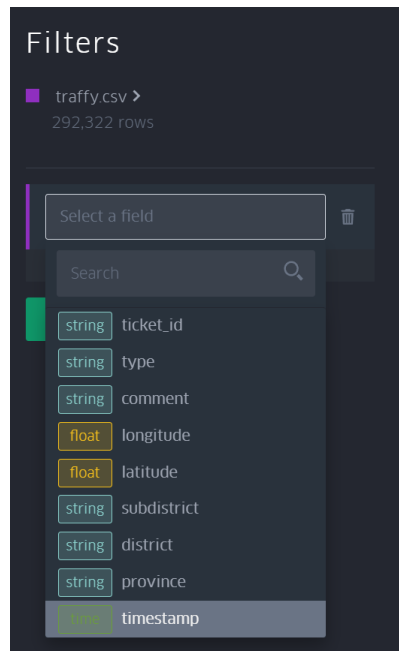 Filters
traffy.csv >
292,322 rows
Select a field
Search
string ticket_id
string type
string comment
float longitude
float latitude
string subdistrict
string district
string province
time timestamp